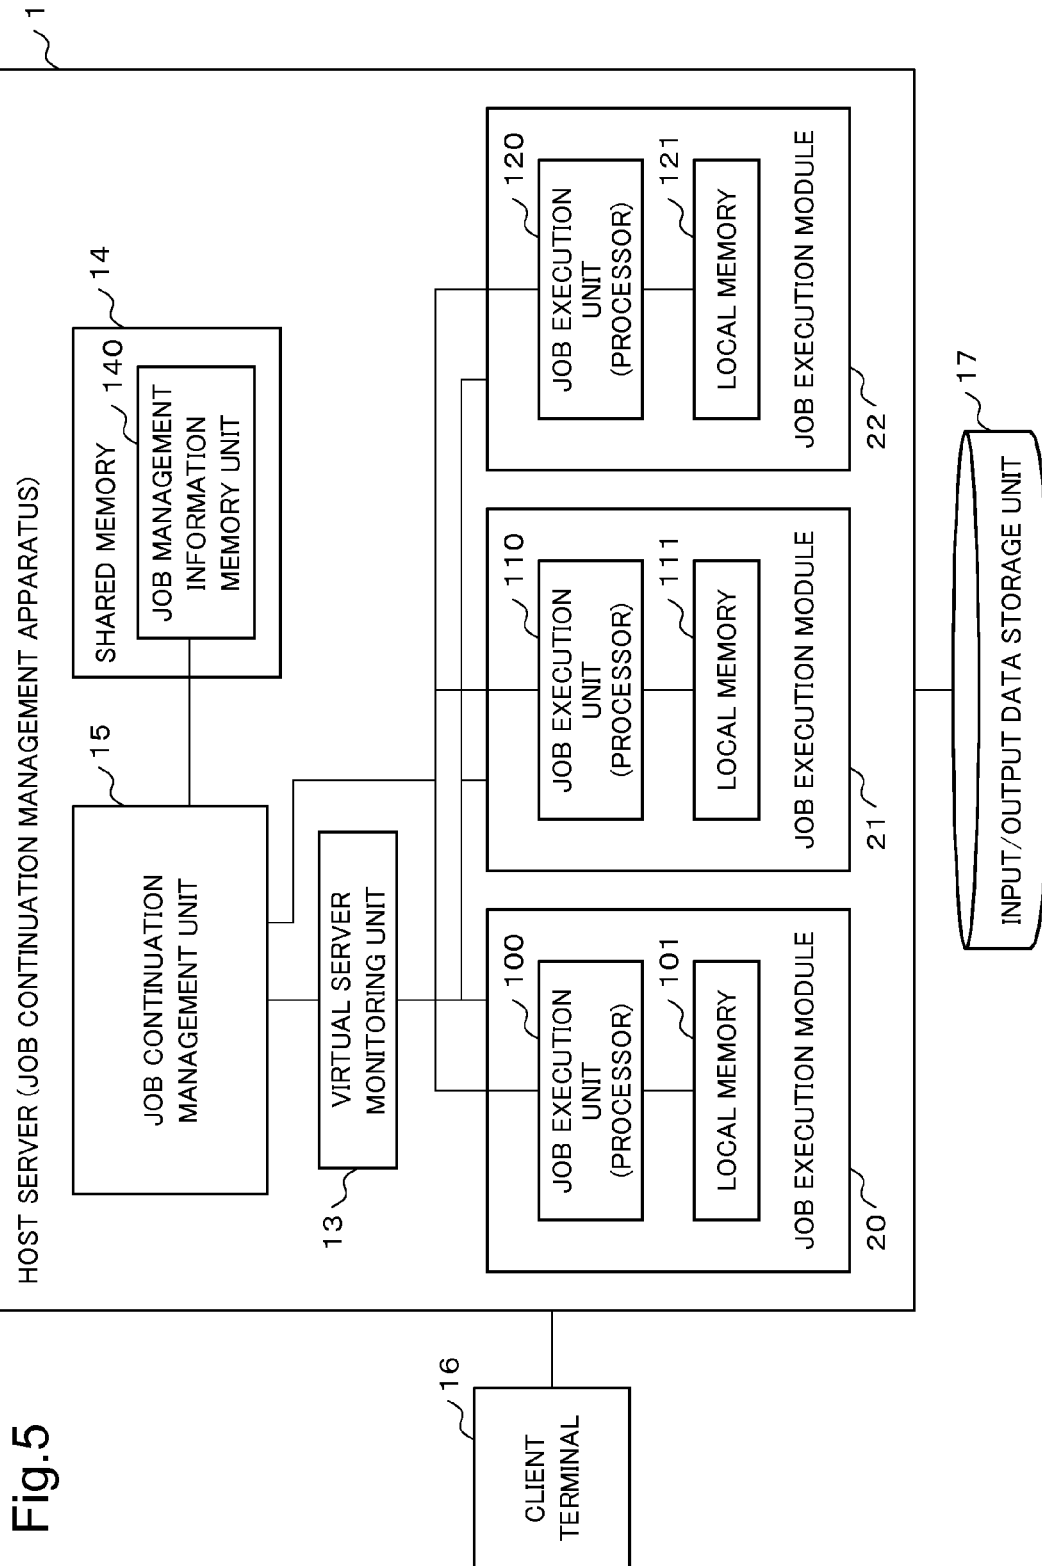 Fig.5
HOST SERVER (JOB CONTINUATION MANAGEMENT APPARATUS)
1
15
JOB CONTINUATION
MANAGEMENT UNIT
14
SHARED MEMORY
140
JOB MANAGEMENT
INFORMATION
MEMORY UNIT
13
VIRTUAL SERVER
MONITORING UNIT
16
CLIENT
TERMINAL
100
JOB EXECUTION
UNIT
(PROCESSOR)
101
LOCAL MEMORY
JOB EXECUTION MODULE
20
110
JOB EXECUTION
UNIT
(PROCESSOR)
111
LOCAL MEMORY
JOB EXECUTION MODULE
21
120
JOB EXECUTION
UNIT
(PROCESSOR)
121
LOCAL MEMORY
JOB EXECUTION MODULE
22
17
INPUT/OUTPUT DATA STORAGE UNIT